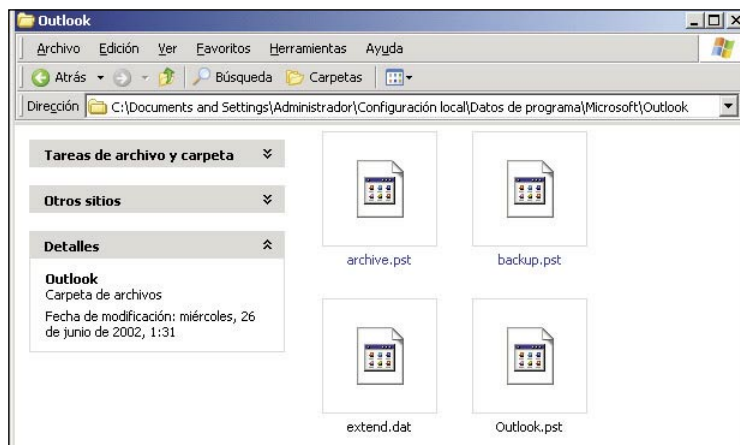 Outlook
Archivo Edición Ver Favoritos Herramientas Ayuda
Atrás Búsqueda Carpetas
Dirección C:\Documents and Settings\Administrador\Configuración local\Datos de programa\Microsoft\Outlook
Tareas de archivo y carpeta
Otros sitios
Detalles
Outlook
Carpeta de archivos
Fecha de modificación: miércoles, 26
de junio de 2002, 1:31
archive.pst backup.pst
extend.dat Outlook.pst